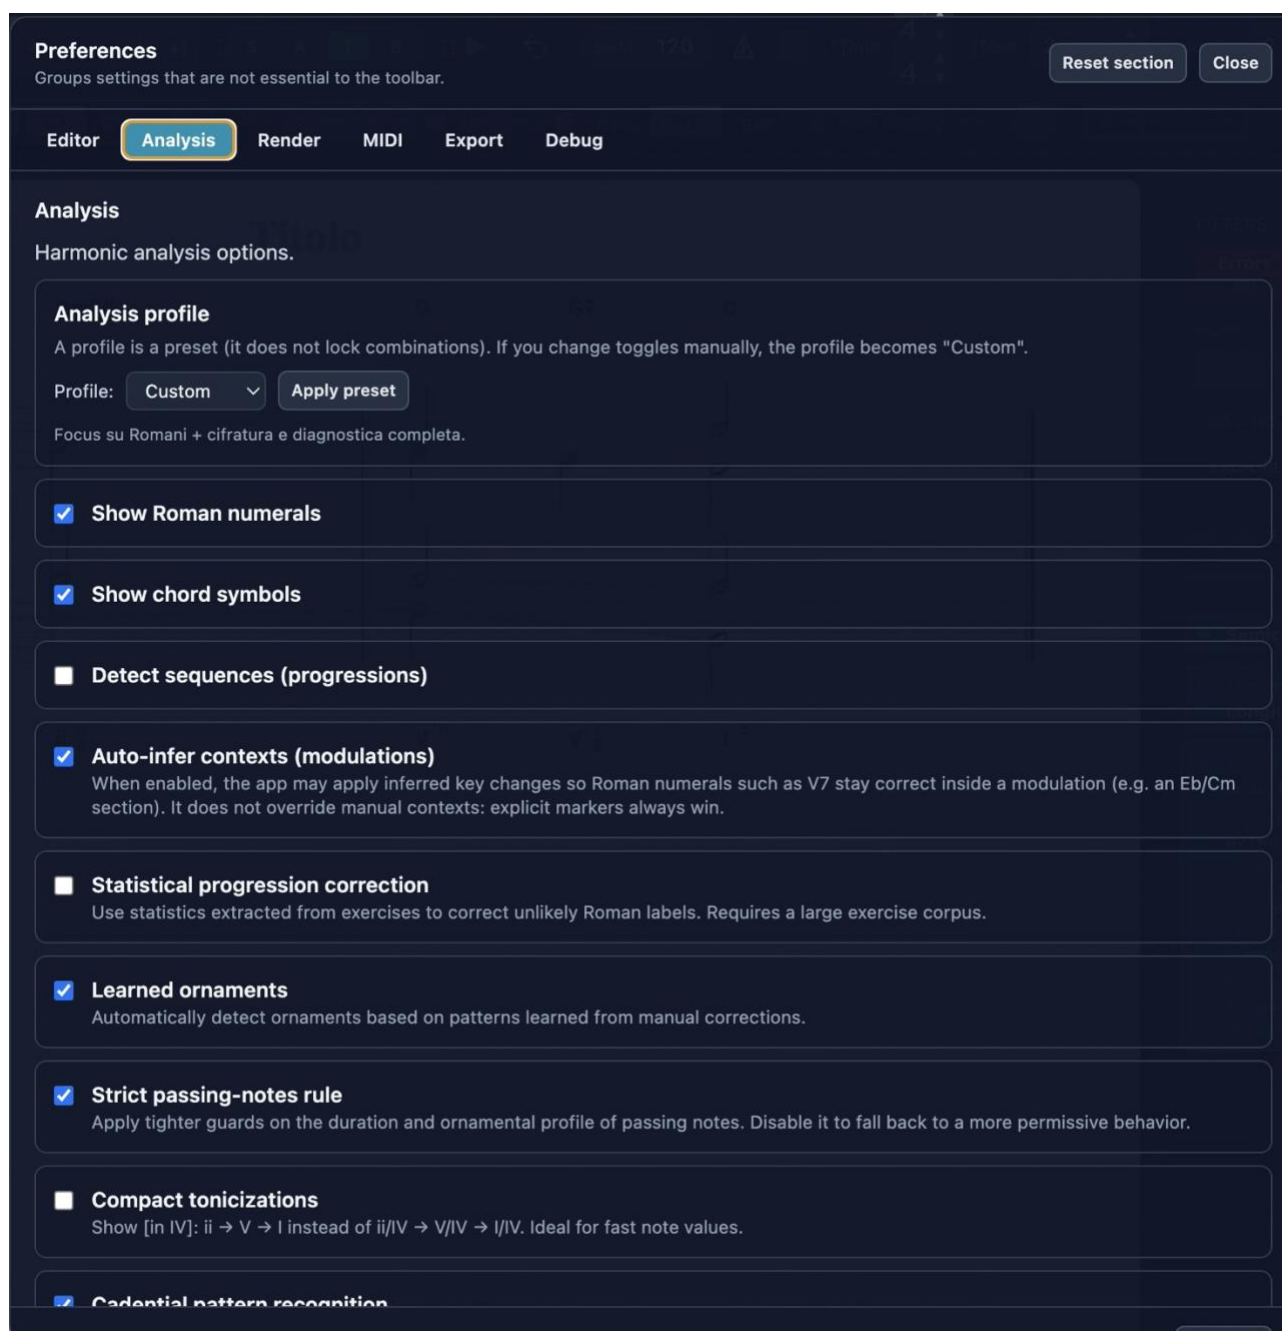 Preferences
Groups settings that are not essential to the toolbar.
Reset section
Close
Editor
Analysis
Render
MIDI
Export
Debug
Analysis
Titolo
Harmonic analysis options.
Analysis profile
A profile is a preset (it does not lock combinations). If you change toggles manually, the profile becomes "Custom".
Profile:
Custom
Apply preset
Focus su Romani + cifratura e diagnostica completa.
Show Roman numerals
Show chord symbols
Detect sequences (progressions)
Auto-infer contexts (modulations)
When enabled, the app may apply inferred key changes so Roman numerals such as V7 stay correct inside a modulation (e.g. an Eb/Cm
section). It does not override manual contexts: explicit markers always win.
Statistical progression correction
Use statistics extracted from exercises to correct unlikely Roman labels. Requires a large exercise corpus.
Learned ornaments
Automatically detect ornaments based on patterns learned from manual corrections.
Strict passing-notes rule
Apply tighter guards on the duration and ornamental profile of passing notes. Disable it to fall back to a more permissive behavior.
Compact tonicizations
Show [in IV]: ii → V → I instead of ii/IV → V/IV → I/IV. Ideal for fast note values.
Cadential pattern recognition